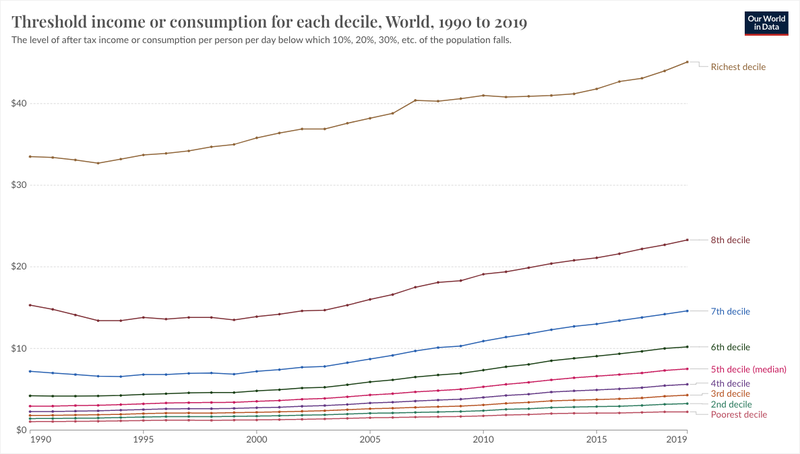 Threshold income or consumption for each decile, World, 1990 to 2019
Our World
in Data
The level of after tax income or consumption per person per day below which 10%, 20%, 30%, etc. of the population falls.
Richest decile
$40
$30
8th decile
$20
7th decile
$10
6th decile
5th decile (median)
4th decile
3rd decile
2nd decile
Poorest decile
$0
1990 1995 2000 2005 2010 2015 2019